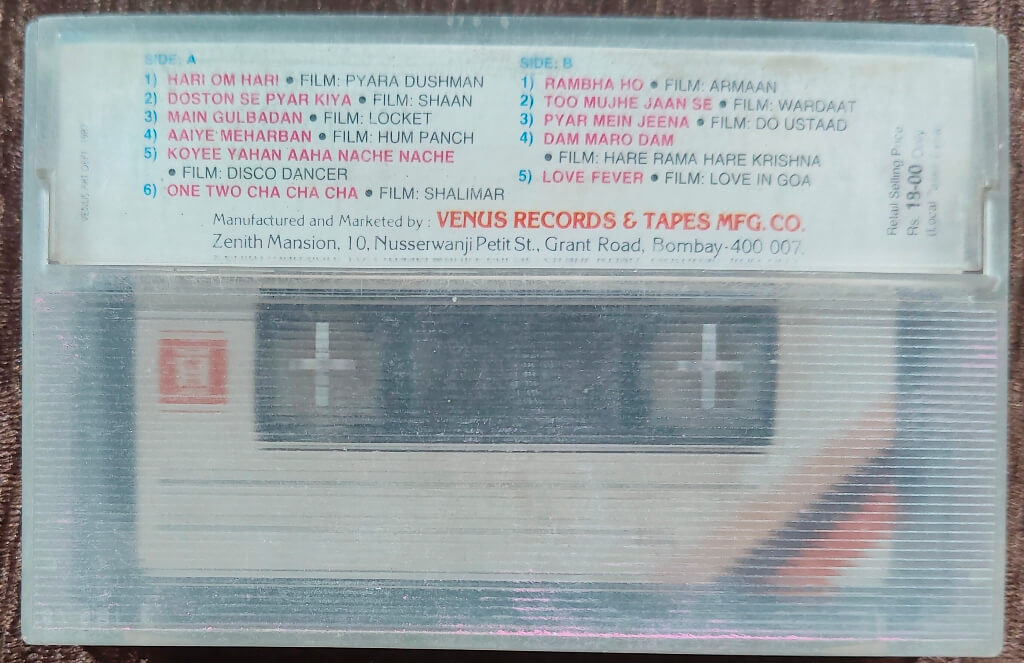 SIDE: A
1) HARI OM HARI • FILM: PYARA DUSHMAN
2) DOSTON SE PYAR KIYA • FILM: SHAAN
3) MAIN GULBADAN • FILM: LOCKET
4) AAIYE MEHARBAN • FILM: HUM PANCH
5) KOYEE YAHAN AAHA NACHE NACHE
• FILM: DISCO DANCER
6) ONE TWO CHA CHA CHA • FILM: SHALIMAR
SIDE: B
1) RAMBHA HO • FILM: ARMAAN
2) TOO MUJHE JAAN SE • FILM: WARDAAT
3) PYAR MEIN JEENA • FILM: DO USTAAD
4) DAM MARO DAM
• FILM: HARE RAMA HARE KRISHNA
5) LOVE FEVER • FILM: LOVE IN GOA
Manufactured and Marketed by : VENUS RECORDS & TAPES MFG. CO.
Zenith Mansion, 10, Nusserwanji Petit St., Grant Road, Bombay-400 007.
Retail Selling Price
Rs. 18-00 Only
(Local
VENUS ART DEPT.